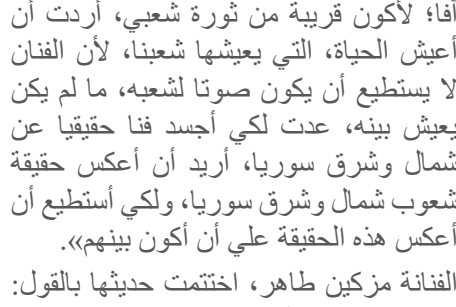 آفا؛ لأكون قريبة من ثورة شعبي، أردت أن
أعيش الحياة، التي يعيشها شعبنا، لأن الفنان
لا يستطيع أن يكون صوتا لشعبه، ما لم يكن
يعيش بينه، عدت لكي أجسد فنا حقيقيا عن
شمال وشرق سوريا، أريد أن أعكس حقيقة
شعوب شمال وشرق سوريا، ولكي أستطيع أن
أعكس هذه الحقيقة علي أن أكون بينهم».
الفنانة مزكين طاهر، اختتمت حديثها بالقول: